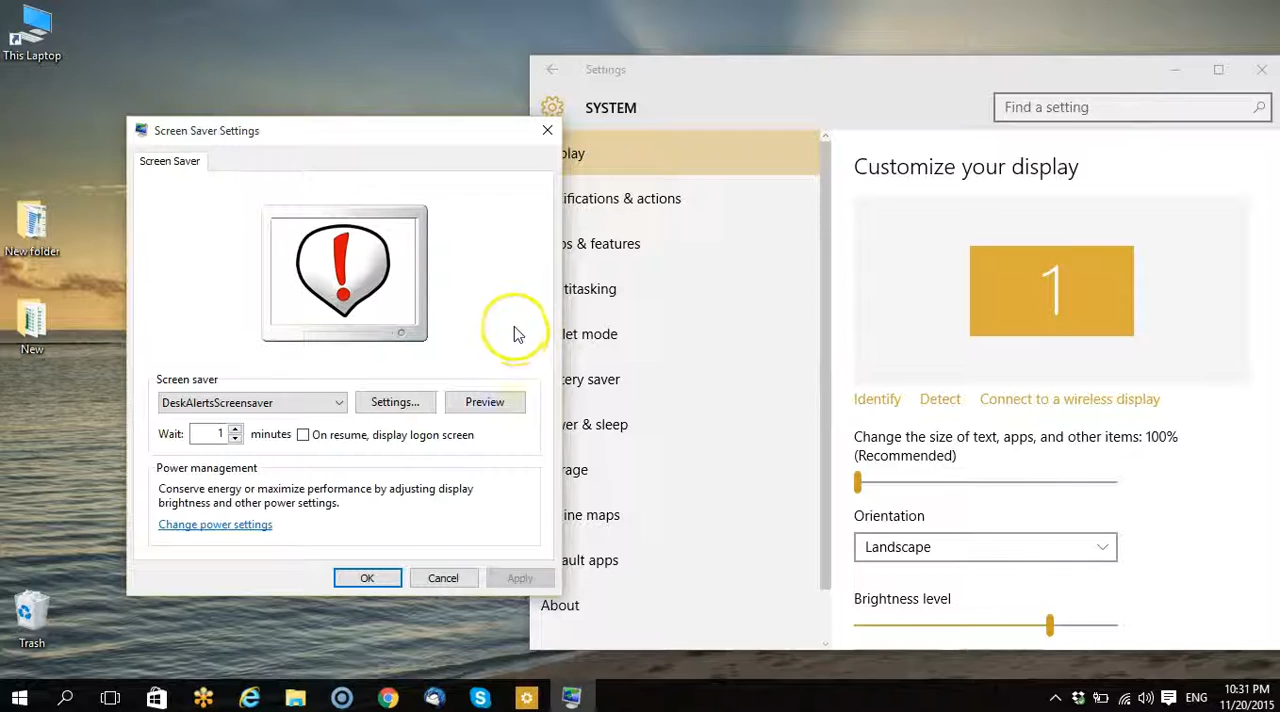 This Laptop
New folder
New
Trash
Screen Saver Settings
Screen Saver
!
Screen saver
DeskAlertsScreensaver
Settings...
Preview
Wait:
1
minutes
On resume, display logon screen
Power management
Conserve energy or maximize performance by adjusting display
brightness and other power settings.
Change power settings
OK
Cancel
Apply
Settings
SYSTEM
Find a setting
play
ifications & actions
s & features
titasking
let mode
tery saver
er & sleep
rage
ine maps
ault apps
About
Customize your display
1
Identify
Detect
Connect to a wireless display
Change the size of text, apps, and other items: 100%
(Recommended)
Orientation
Landscape
Brightness level
ENG
10:31 PM
11/20/2015